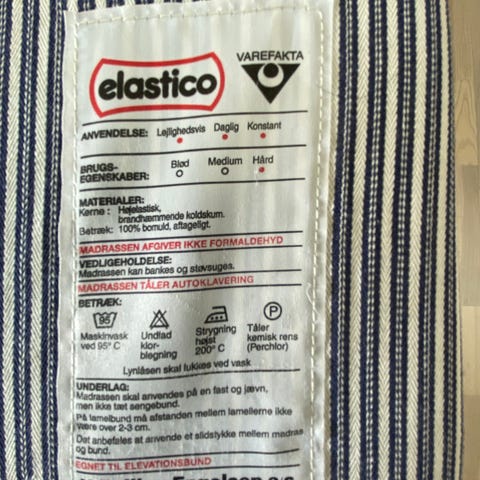 elastico
VAREFAKTA
ANVENDELSE: Lejlighedsvis Daglig Konstant
BRUGS- Blød Medium Hård
EGENSKABER:
MATERIALER:
Kerne : Højelastisk,
brandhæmmende koldskum.
Betræk: 100% bomuld, aftageligt.
MADRASSEN AFGIVER IKKE FORMALDEHYD
VEDLIGEHOLDELSE:
Madrassen kan bankes og støvsuges.
MADRASSEN TÅLER AUTOKLAVERING
BETRÆK:
95
P
Maskinvask
ved 95° C
Undlad
klor-
blegning
Strygning
højst
200° C
Tåler
kemisk rens
(Perchlor)
Lynlåsen skal lukkes ved vask
UNDERLAG:
Madrassen skal anvendes på en fast og jævn,
men ikke tæt sengebund.
På lamelbund må afstanden mellem lamellerne ikke
være over 2-3 cm.
Det anbefales at anvende et slidstykke mellem madras
og bund.
EGNET TIL ELEVATIONSBUND